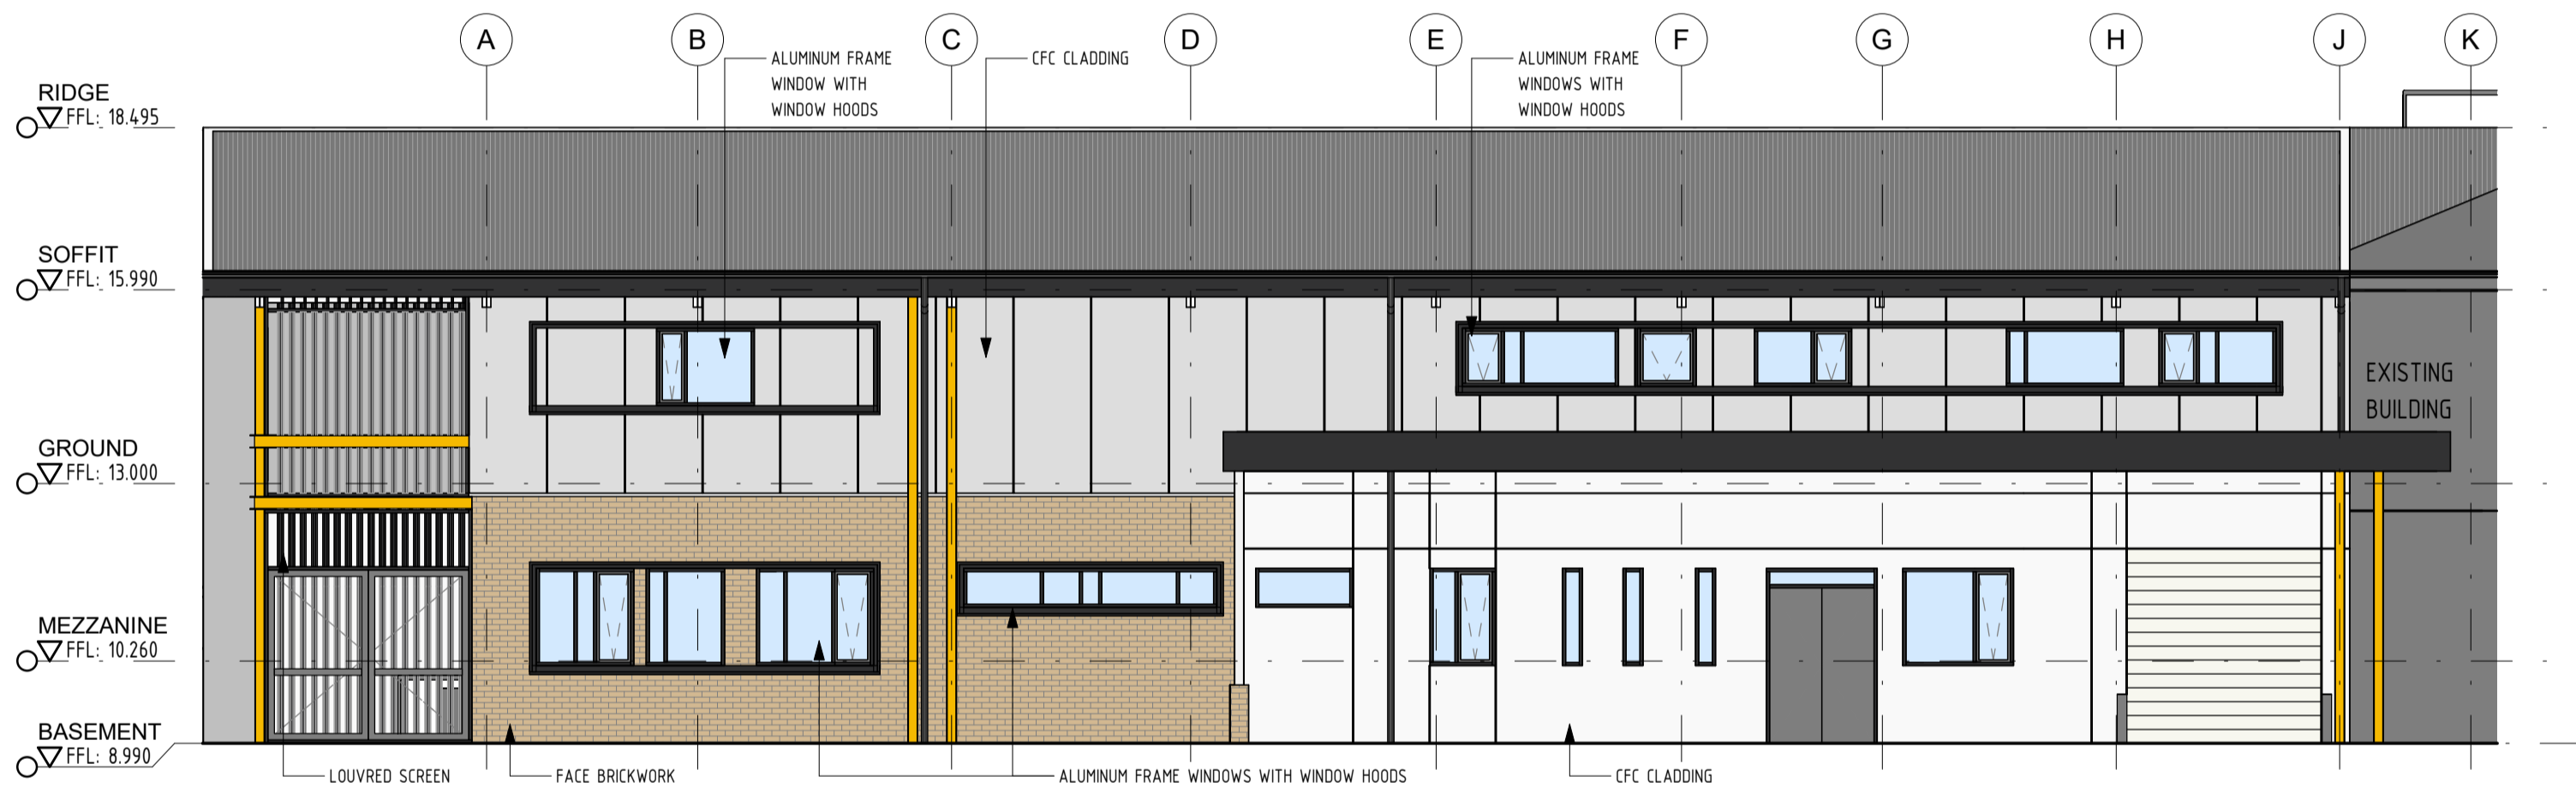 A
B
C
D
E
F
G
H
J
K
ALUMINUM FRAME
WINDOW WITH
WINDOW HOODS
CFC CLADDING
ALUMINUM FRAME
WINDOWS WITH
WINDOW HOODS
RIDGE
FFL: 18.495
SOFFIT
FFL: 15.990
EXISTING
BUILDING
GROUND
FFL: 13.000
MEZZANINE
FFL: 10.260
BASEMENT
FFL: 8.990
LOUVRED SCREEN
FACE BRICKWORK
ALUMINUM FRAME WINDOWS WITH WINDOW HOODS
CFC CLADDING